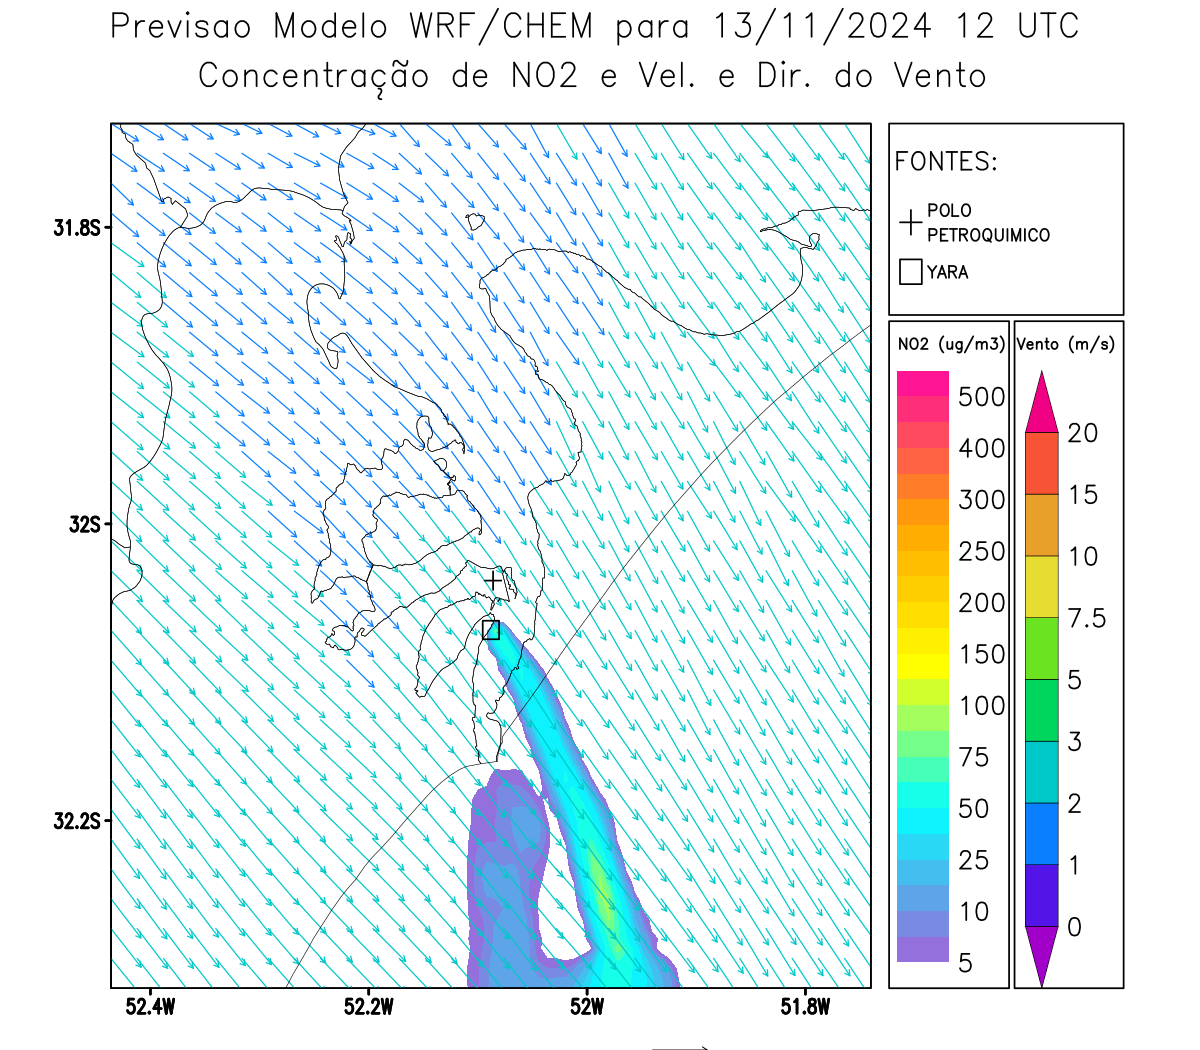 Previsao Modelo WRF/CHEM para 13/11/2024 12 UTC
Concentração de NO2 e Vel. e Dir. do Vento
FONTES:
POLO
PETROQUIMICO
YARA
NO2 (ug/m3)
500
400
300
250
200
150
100
75
50
25
10
5
Vento (m/s)
20
15
10
7.5
5
3
2
1
0
31.8S
32S
32.2S
52.4W
52.2W
52W
51.8W